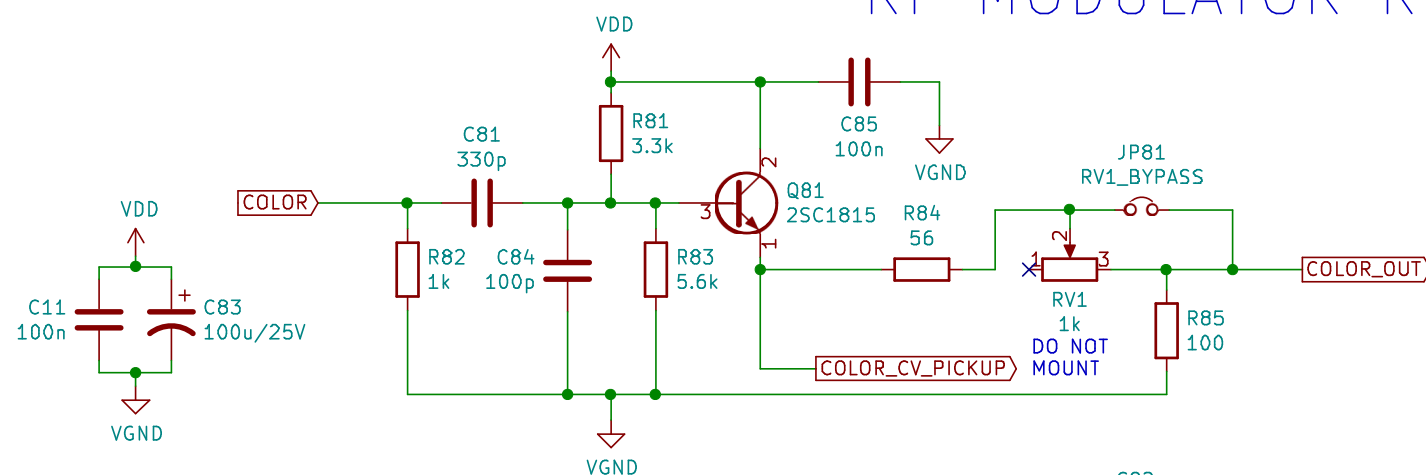 RF MODULATOR R
VDD
C81
330p
R81
3.3k
C85
100n
VGND
JP81
RV1_BYPASS
COLOR
2
3
1
Q81
2SC1815
R84
56
VDD
R82
1k
C84
100p
R83
5.6k
1
2
3
RV1
1k
DO NOT
MOUNT
COLOR_OUT
C11
100n
+
C83
100u/25V
R85
100
COLOR_CV_PICKUP
VGND
VGND